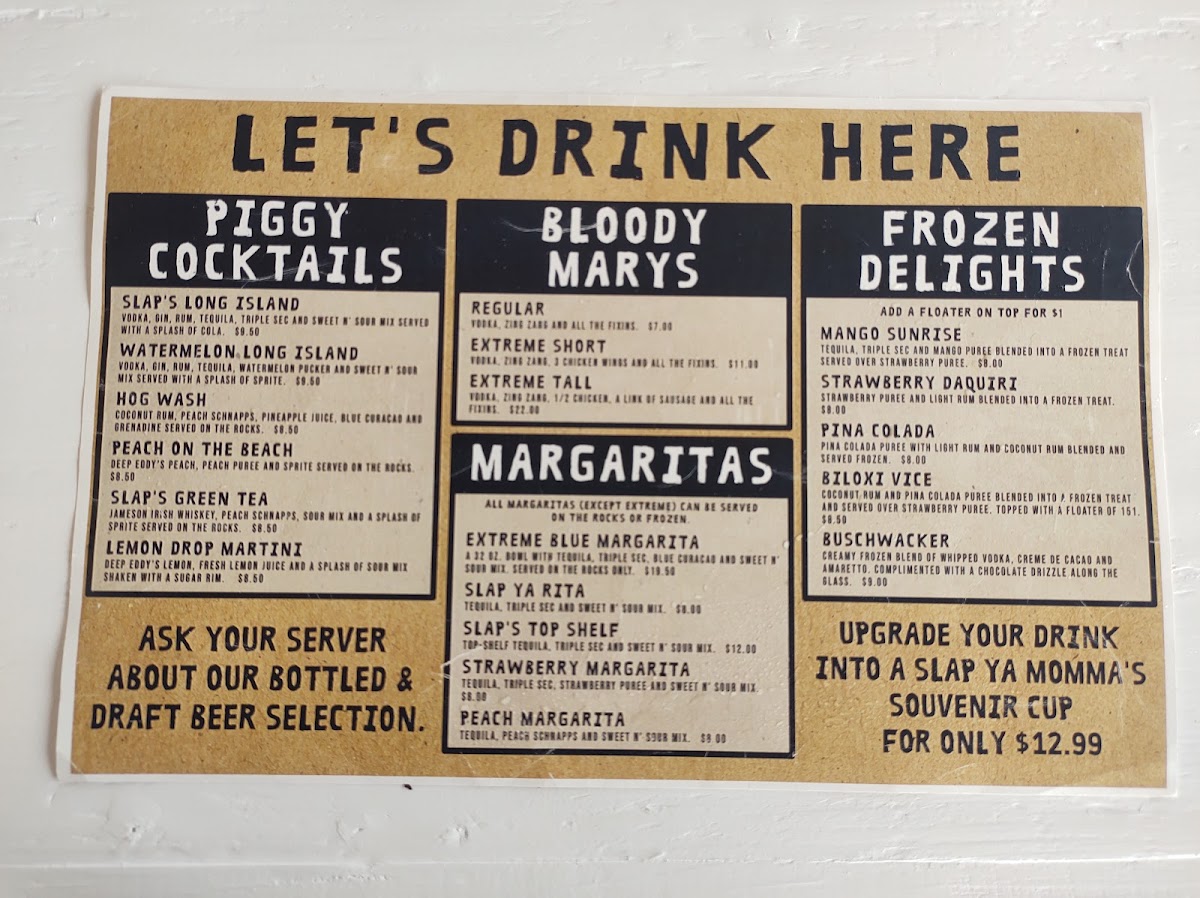 LET'S DRINK HERE
PIGGY
COCKTAILS
SLAP'S LONG ISLAND
VODKA, GIN, RUM, TEQUILA, TRIPLE SEC AND SWEET N' SOUR MIX SERVED
WITH A SPLASH OF COLA. $9.50
WATERMELON LONG ISLAND
VODKA, GIN, RUM, TEQUILA, WATERMELON PUCKER AND SWEET N' SOUR
MIX SERVED WITH A SPLASH OF SPRITE. $9.50
HOG WASH
COCONUT RUM, PEACH SCHNAPPS, PINEAPPLE JUICE, BLUE CURACAO AND
GRENADINE SERVED ON THE ROCKS. $8.50
PEACH ON THE BEACH
DEEP EDDY'S PEACH, PEACH PUREE AND SPRITE SERVED ON THE ROCKS.
$8.50
SLAP'S GREEN TEA
JAMESON IRISH WHISKEY, PEACH SCHNAPPS, SOUR MIX AND A SPLASH OF
SPRITE SERVED ON THE ROCKS. $8.50
LEMON DROP MARTINI
DEEP EDDY'S LEMON, FRESH LEMON JUICE AND A SPLASH OF SOUR MIX
SHAKEN WITH A SUGAR RIM. $8.50
ASK YOUR SERVER
ABOUT OUR BOTTLED &
DRAFT BEER SELECTION.
BLOODY
MARYS
REGULAR
VODKA, ZING ZANG AND ALL THE FIXINS. $7.00
EXTREME SHORT
VODKA, ZING ZANG, 3 CHICKEN WINGS AND ALL THE FIXINS. $11.00
EXTREME TALL
VODKA, ZING ZANG, 1/2 CHICKEN, A LINK OF SAUSAGE AND ALL THE
FIXINS. $22.00
MARGARITAS
ALL MARGARITAS (EXCEPT EXTREME) CAN BE SERVED
ON THE ROCKS OR FROZEN.
EXTREME BLUE MARGARITA
A 32 OZ. BOWL WITH TEQUILA, TRIPLE SEC, BLUE CURACAO AND SWEET N'
SOUR MIX. SERVED ON THE ROCKS ONLY. $19.50
SLAP YA RITA
TEQUILA, TRIPLE SEC AND SWEET N' SOUR MIX. $8.00
SLAP'S TOP SHELF
TOP-SHELF TEQUILA, TRIPLE SEC AND SWEET N' SOUR MIX. $12.00
STRAWBERRY MARGARITA
TEQUILA, TRIPLE SEC, STRAWBERRY PUREE AND SWEET N' SOUR MIX.
PEACH MARGARITA
TEQUILA, PEACH SCHNAPPS AND SWEET N' SOUR MIX.
FROZEN
DELIGHTS
ADD A FLOATER ON TOP FOR $1
MANGO SUNRISE
TEQUILA, TRIPLE SEC AND MANGO PUREE BLENDED INTO A FROZEN TREAT
SERVED OVER STRAWBERRY PUREE. $8.00
STRAWBERRY DAQUIRI
STRAWBERRY PUREE AND LIGHT RUM BLENDED INTO A FROZEN TREAT.
$8.00
PINA COLADA
PINA COLADA PUREE WITH LIGHT RUM AND COCONUT RUM BLENDED AND
SERVED FROZEN. $8.00
BILOXI VICE
COCONUT RUM AND PINA COLADA PUREE BLENDED INTO A FROZEN TREAT
AND SERVED OVER STRAWBERRY PUREE. TOPPED WITH A FLOATER OF 151.
$8.50
BUSCHWACKER
CREAMY FROZEN BLEND OF WHIPPED VODKA, CREME DE CACAO AND
AMARETTO. COMPLIMENTED WITH A CHOCOLATE DRIZZLE ALONG THE
GLASS. $9.00
UPGRADE YOUR DRINK
INTO A SLAP YA MOMMA'S
SOUVENIR CUP
FOR ONLY $12.99